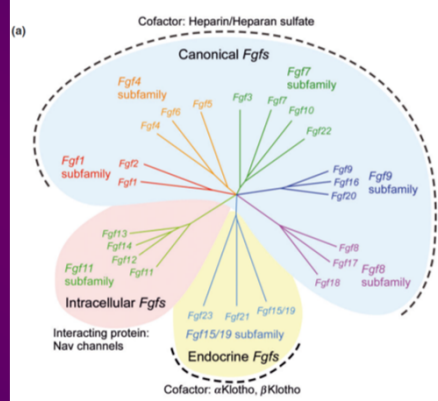 Cofactor: Heparin/Heparan sulfate
(a)
Canonical Fgfs
Fgf4
subfamily
Fgf7
subfamily
Fgf6
Fgf5
Fgf4
Fgf3
Fgf7
Fgf10
Fgf22
Fgf1
subfamily
Fgf2
Fgf1
Fgf9
Fgf16
Fgf20
Fgf9
subfamily
Fgf13
Fgf14
Fgf12
Fgf11
Fgf11
subfamily
Intracellular Fgfs
Interacting protein:
Nav channels
Fgf8
Fgf17
Fgf18
Fgf8
subfamily
Fgf23
Fgf21
Fgf15/19
Fgf15/19 subfamily
Endocrine Fgfs
Cofactor: αKlotho, βKlotho